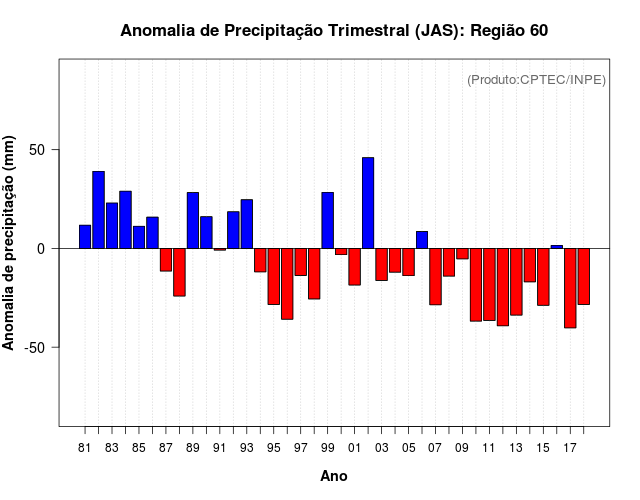 Anomalia de Precipitação Trimestral (JAS): Região 60
(Produto:CPTEC/INPE)
Anomalia de precipitação (mm)
50
0
-50
81 83 85 87 89 91 93 95 97 99 01 03 05 07 09 11 13 15 17
Ano